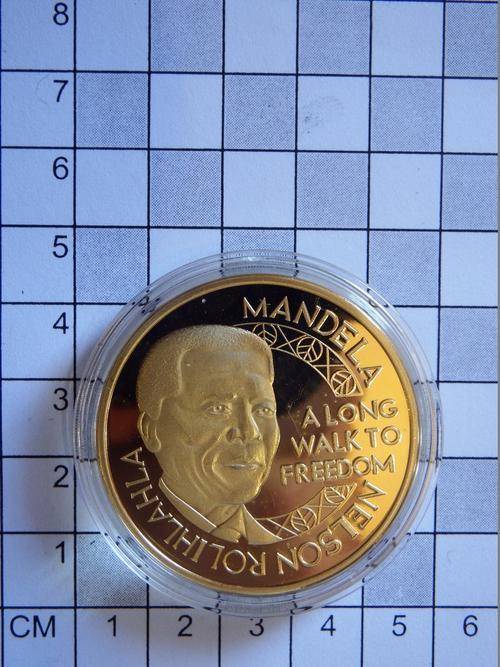 8
7
6
5
4
3
2
1
CM 1 2 3 4 5 6
MANDELA
A LONG
WALK TO
FREEDOM
NELSON ROLIHLAHLA